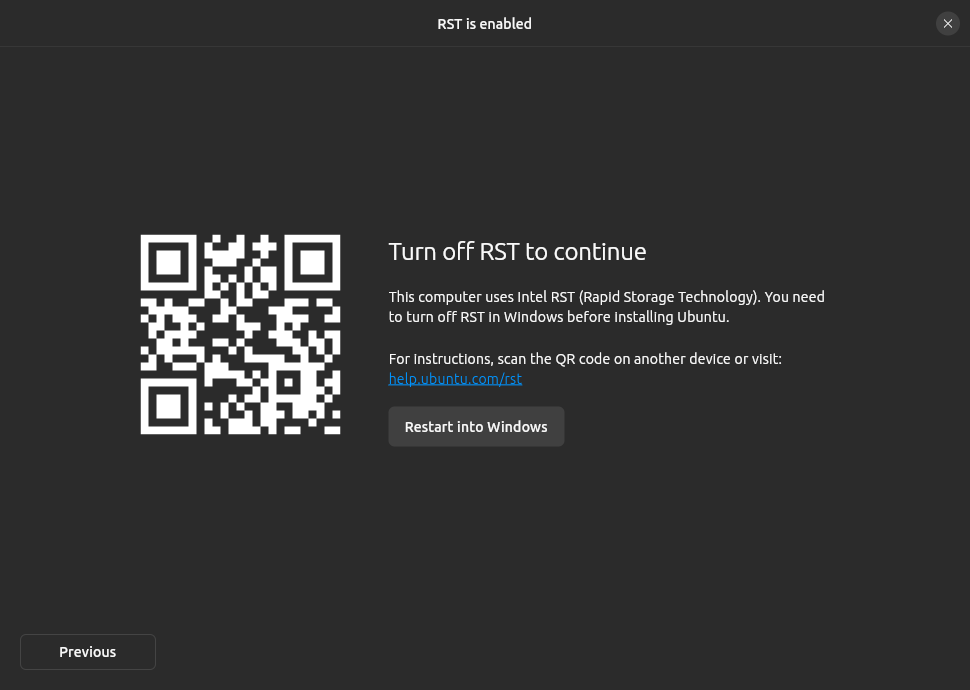 RST is enabled
Turn off RST to continue
This computer uses Intel RST (Rapid Storage Technology). You need
to turn off RST in Windows before installing Ubuntu.
For instructions, scan the QR code on another device or visit:
help.ubuntu.com/rst
Restart into Windows
Previous